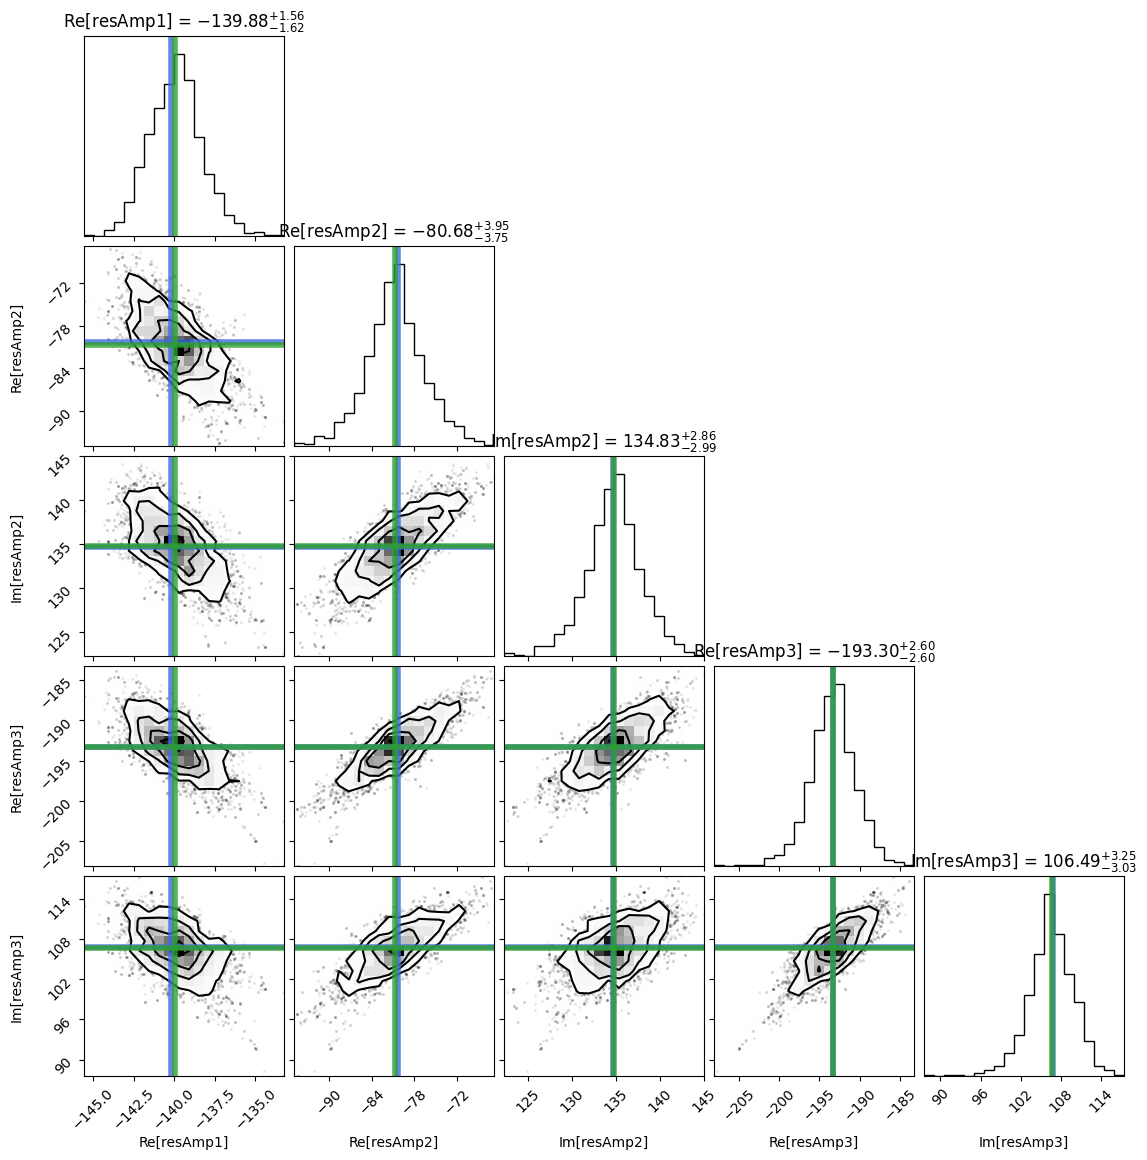 Re[resAmp1] = −139.88+1.56−1.62
Re[resAmp2] = −80.68+3.95−3.75
−72
−78
−84
−90
Re[resAmp2]
Im[resAmp2] = 134.83+2.86−2.99
145
140
135
130
125
Im[resAmp2]
Re[resAmp3] = −193.30+2.60−2.60
−185
−190
−195
−200
−205
Re[resAmp3]
Im[resAmp3] = 106.49+3.25−3.03
114
108
102
96
90
Im[resAmp3]
−145.0 −142.5 −140.0 −137.5 −135.0
Re[resAmp1]
−90 −84 −78 −72
Re[resAmp2]
125 130 135 140 145
Im[resAmp2]
−205 −200 −195 −190 −185
Re[resAmp3]
90 96 102 108 114
Im[resAmp3]